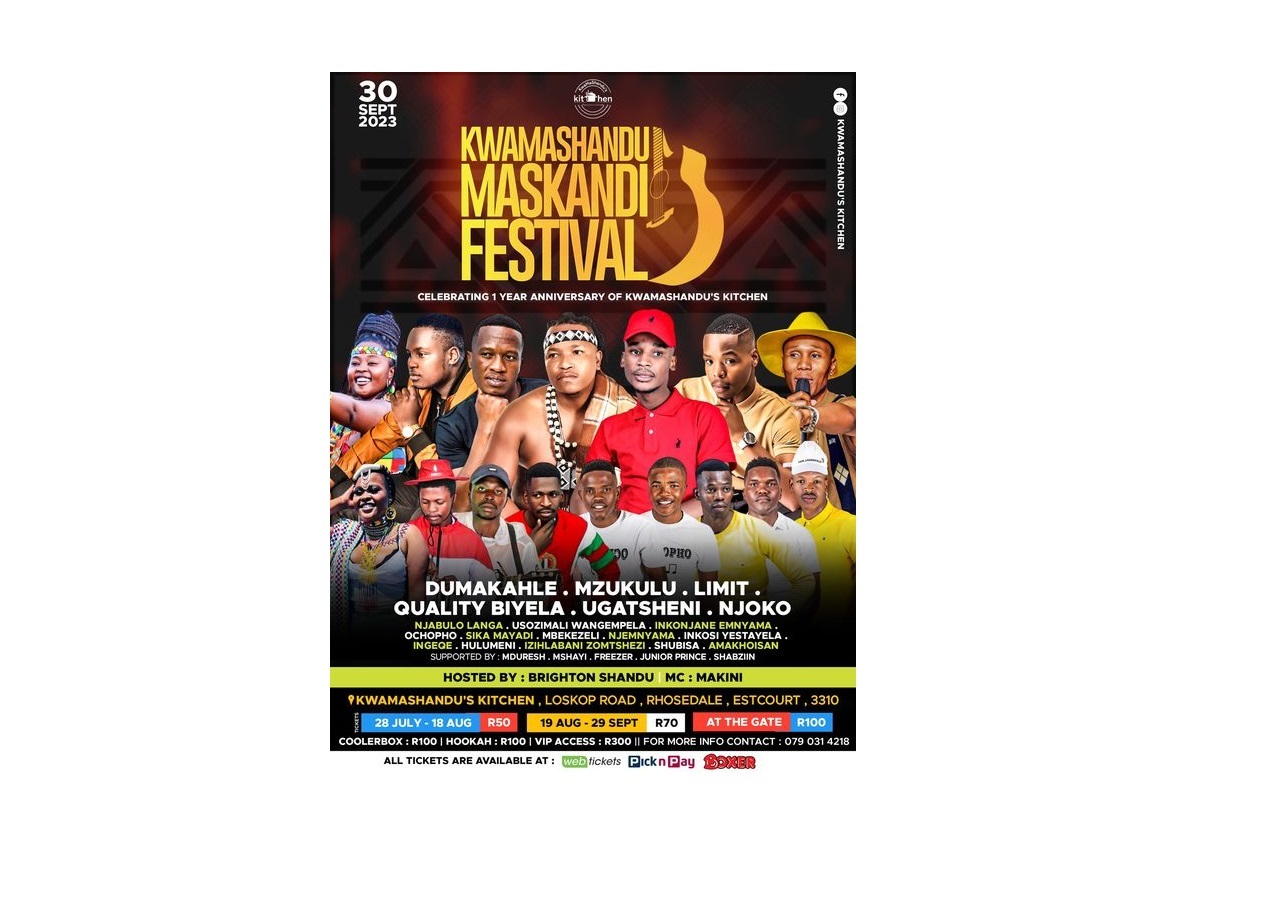 30
SEPT
2023
KwaMaShandu's
kitchen
KWAMASHANDU'S KITCHEN
KWAMASHANDU
MASKANDI
FESTIVAL
CELEBRATING 1 YEAR ANNIVERSARY OF KWAMASHANDU'S KITCHEN
OPHO
DUMAKAHLE . MZUKULU . LIMIT .
QUALITY BIYELA . UGATSHENI . NJOKO
NJABULO LANGA . USOZIMALI WANGEMPELA . INKONJANE EMNYAMA .
OCHOPHO . SIKA MAYADI . MBEKEZELI . NJEMNYAMA . INKOSI YESTAYELA .
INGEQE . HULUMENI . IZIHLABANI ZOMTSHEZI . SHUBISA . AMAKHOISAN
SUPPORTED BY : MDURESH . MSHAYI . FREEZER . JUNIOR PRINCE . SHABZIIN
HOSTED BY : BRIGHTON SHANDU | MC : MAKINI
KWAMASHANDU'S KITCHEN , LOSKOP ROAD , RHOSEDALE , ESTCOURT , 3310
TICKETS 28 JULY - 18 AUG R50 19 AUG - 29 SEPT R70 AT THE GATE R100
COOLERBOX : R100 | HOOKAH : R100 | VIP ACCESS : R300 || FOR MORE INFO CONTACT : 079 031 4218
ALL TICKETS ARE AVAILABLE AT : webtickets Pick n Pay BOXER